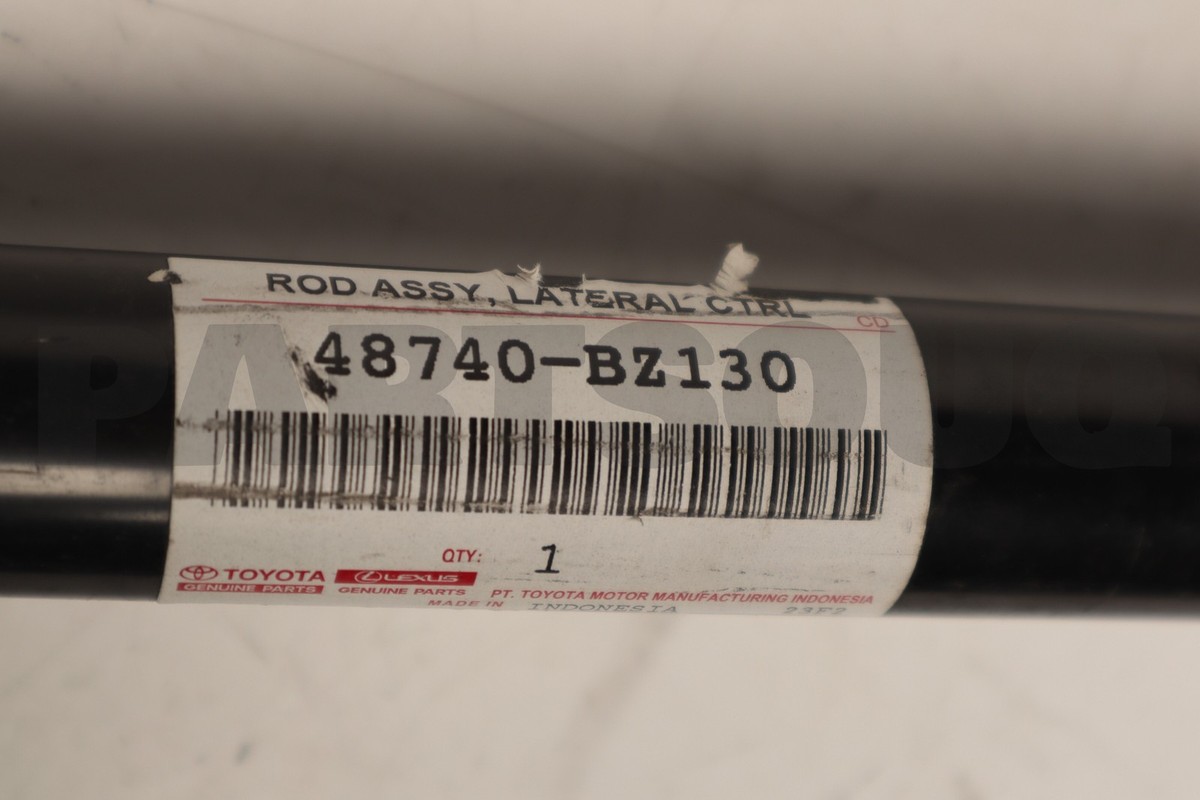 ROD ASSY, LATERAL CTRL
CD
48740-BZ130
PARTSOUQ
QTY: 1
TOYOTA LEXUS
GENUINE PARTS GENUINE PARTS
PT. TOYOTA MOTOR MANUFACTURING INDONESIA
MADE IN INDONESIA